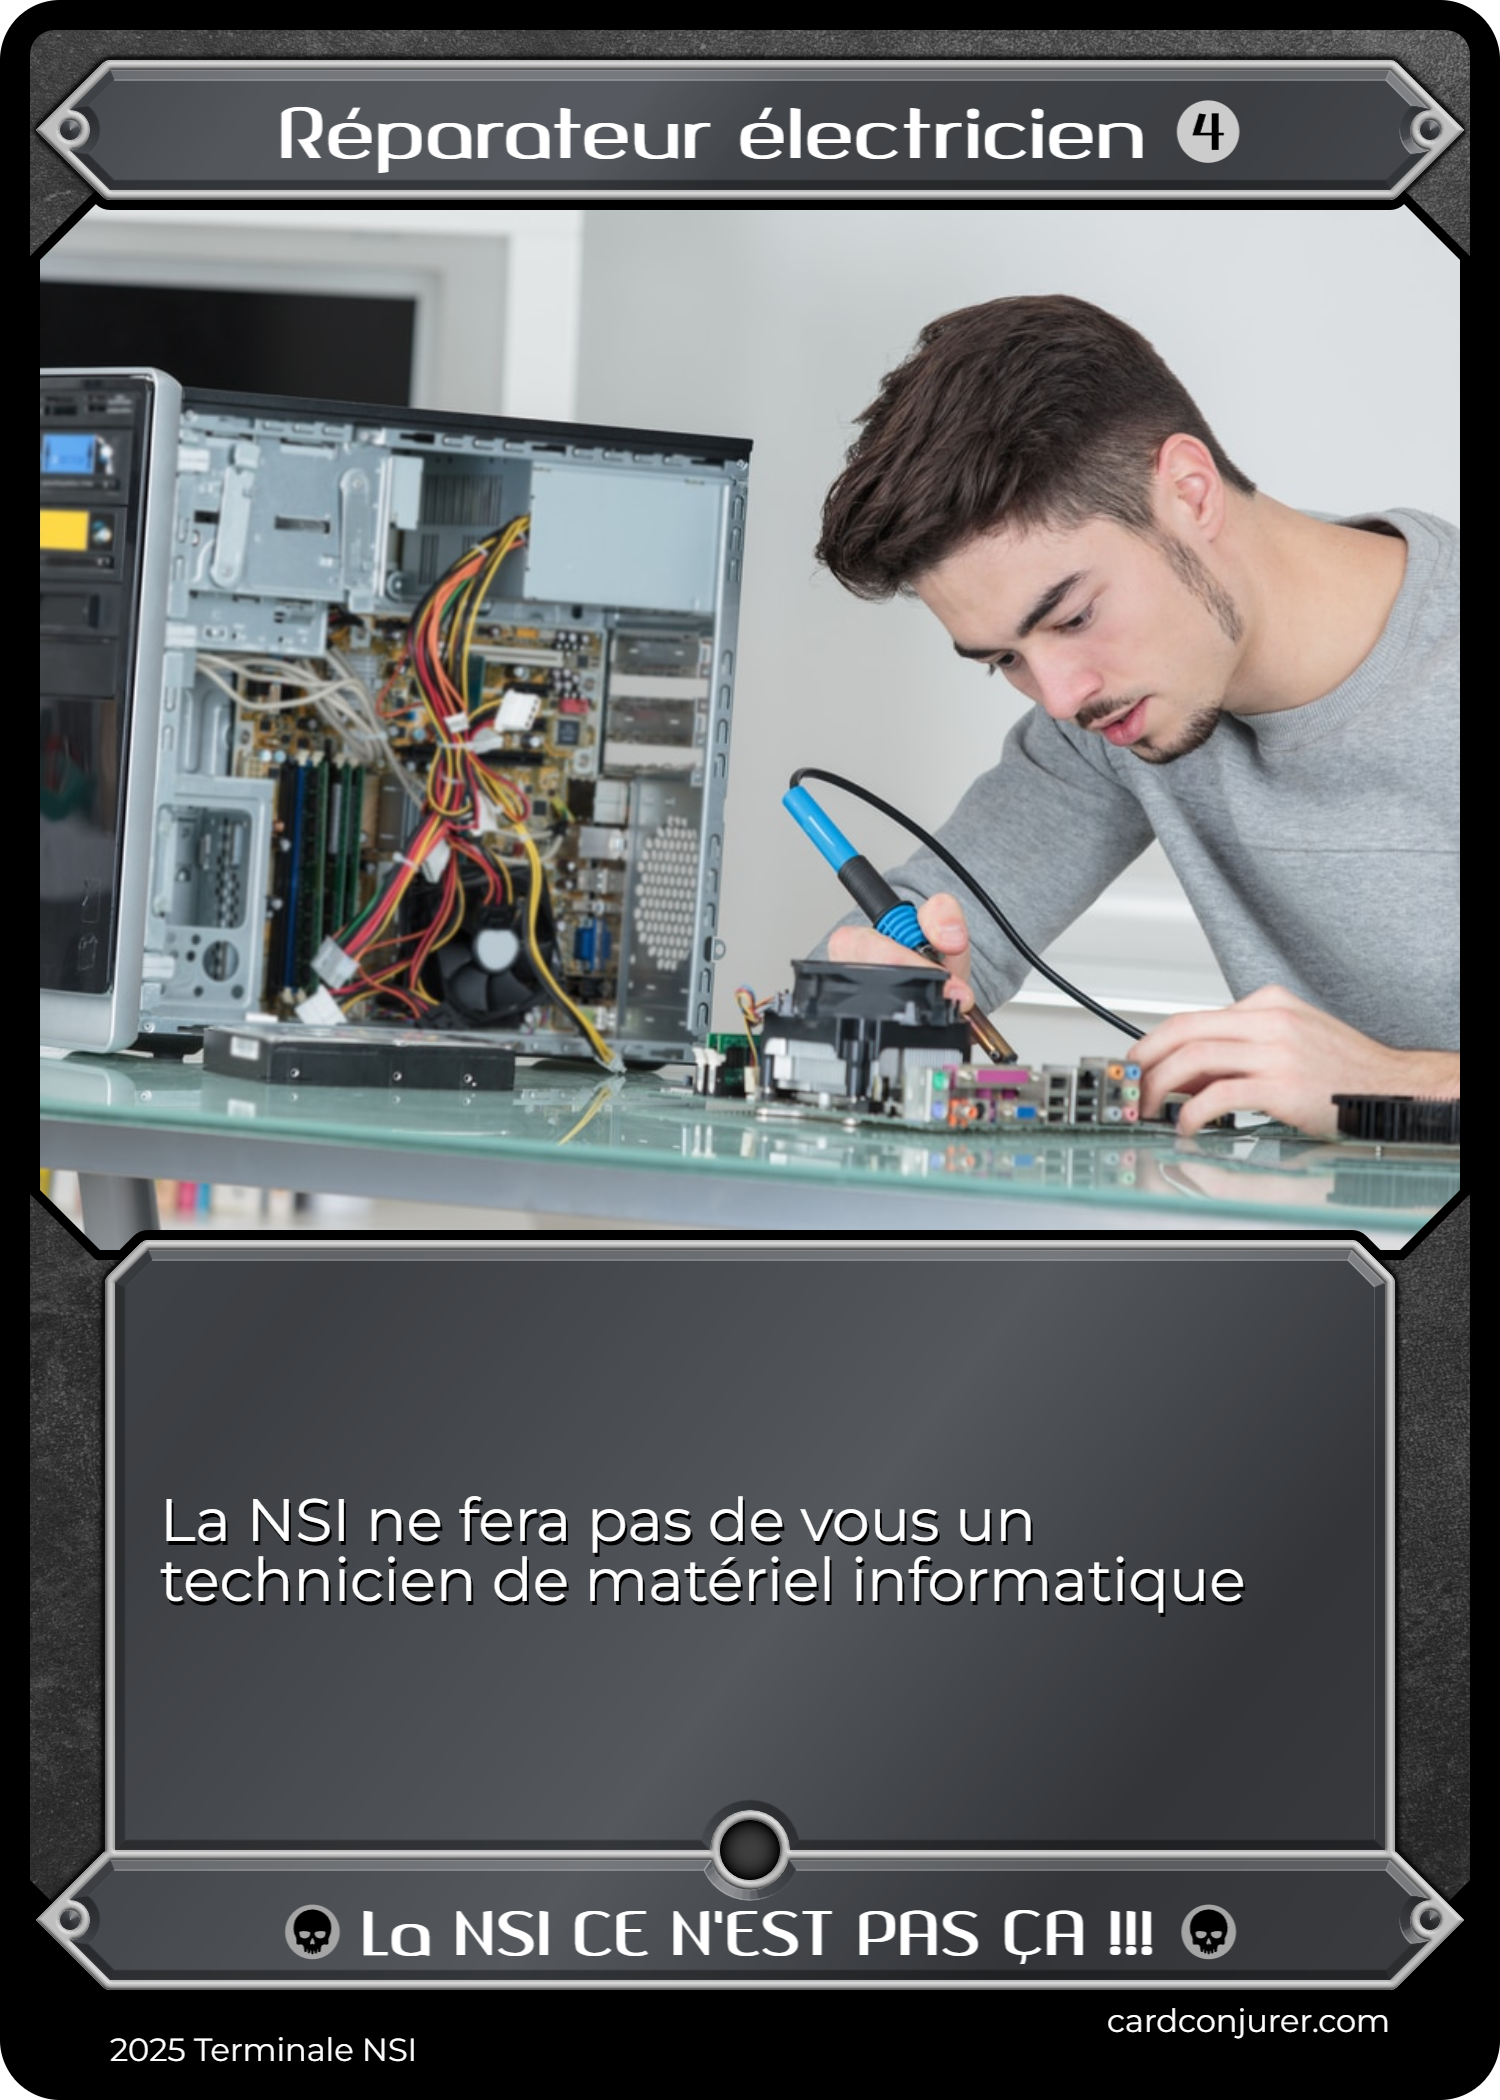 Réparateur électricien 4
La NSI ne fera pas de vous un
technicien de matériel informatique
La NSI CE N'EST PAS ÇA !!!
cardconjurer.com
2025 Terminale NSI